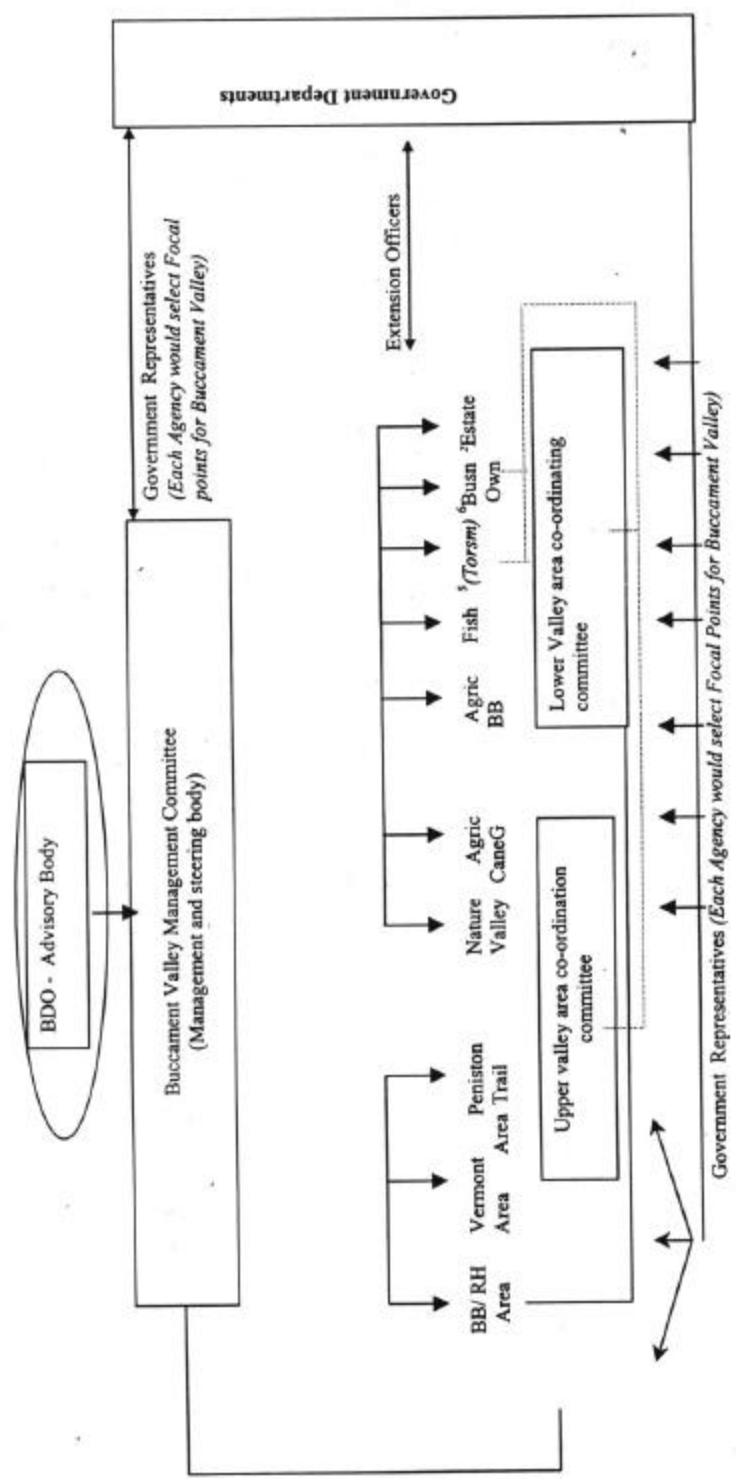 BDO - Advisory Body
Buccament Valley Management Committee
(Management and steering body)
Government Representatives
(Each Agency would select Focal
points for Buccament Valley)
Government Departments
Extension Officers
BB/ RH
Area
Vermont
Area
Peniston
Area Trail
Nature
Valley
Agric
CaneG
Agric
BB
Fish
5(Torsm)
6Busn
Own
7Estate
Upper valley area co-ordination
committee
Lower Valley area co-ordinating
committee
Government Representatives (Each Agency would select Focal Points for Buccament Valley)